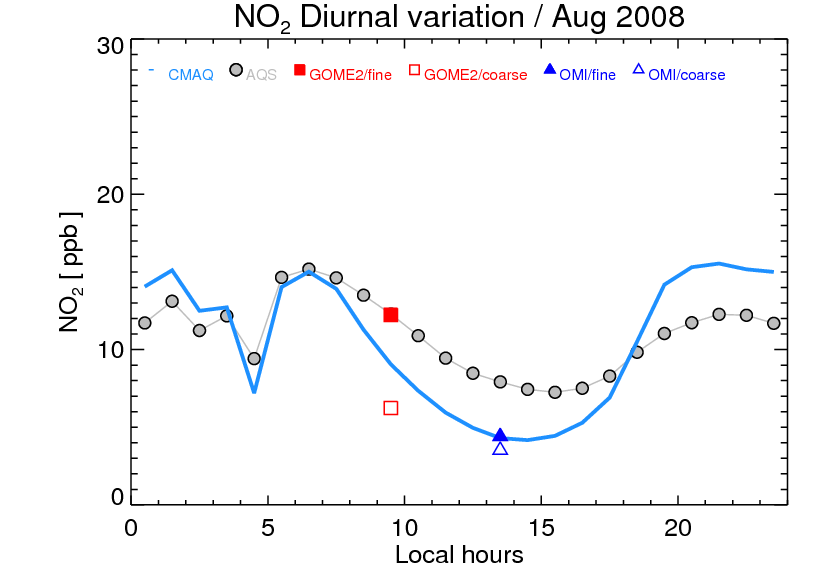 NO₂ Diurnal variation / Aug 2008
30
CMAQ AQS GOME2/fine GOME2/coarse OMI/fine OMI/coarse
20
NO₂ [ ppb ]
10
0
0 5 10 15 20
Local hours